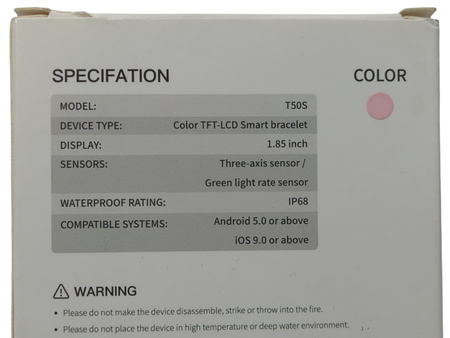 SPECIFATION
COLOR
MODEL: T50S
DEVICE TYPE: Color TFT-LCD Smart bracelet
DISPLAY: 1.85 inch
SENSORS: Three-axis sensor /
Green light rate sensor
WATERPROOF RATING: IP68
COMPATIBLE SYSTEMS: Android 5.0 or above
iOS 9.0 or above
WARNING
• Please do not make the device disassemble, strike or throw into the fire.
• Please do not place the device in high temperature or deep water environment.